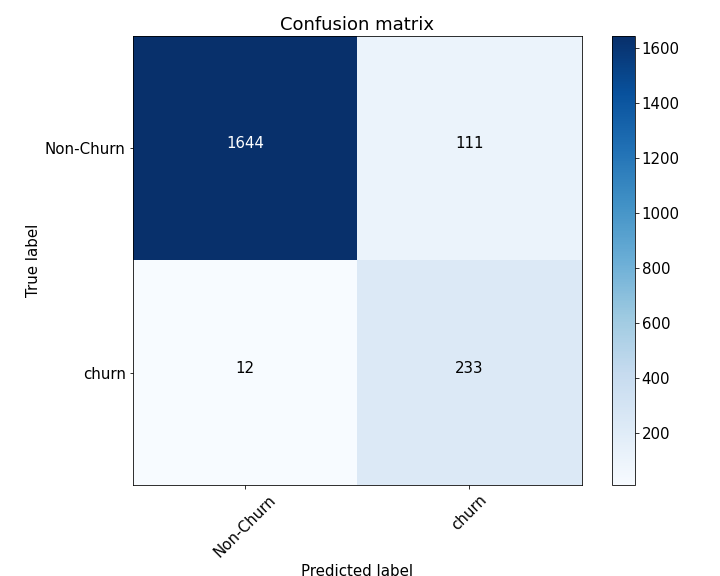 Confusion matrix
1644
111
Non-Churn
12
233
churn
True label
Non-Churn
churn
Predicted label
1600
1400
1200
1000
800
600
400
200